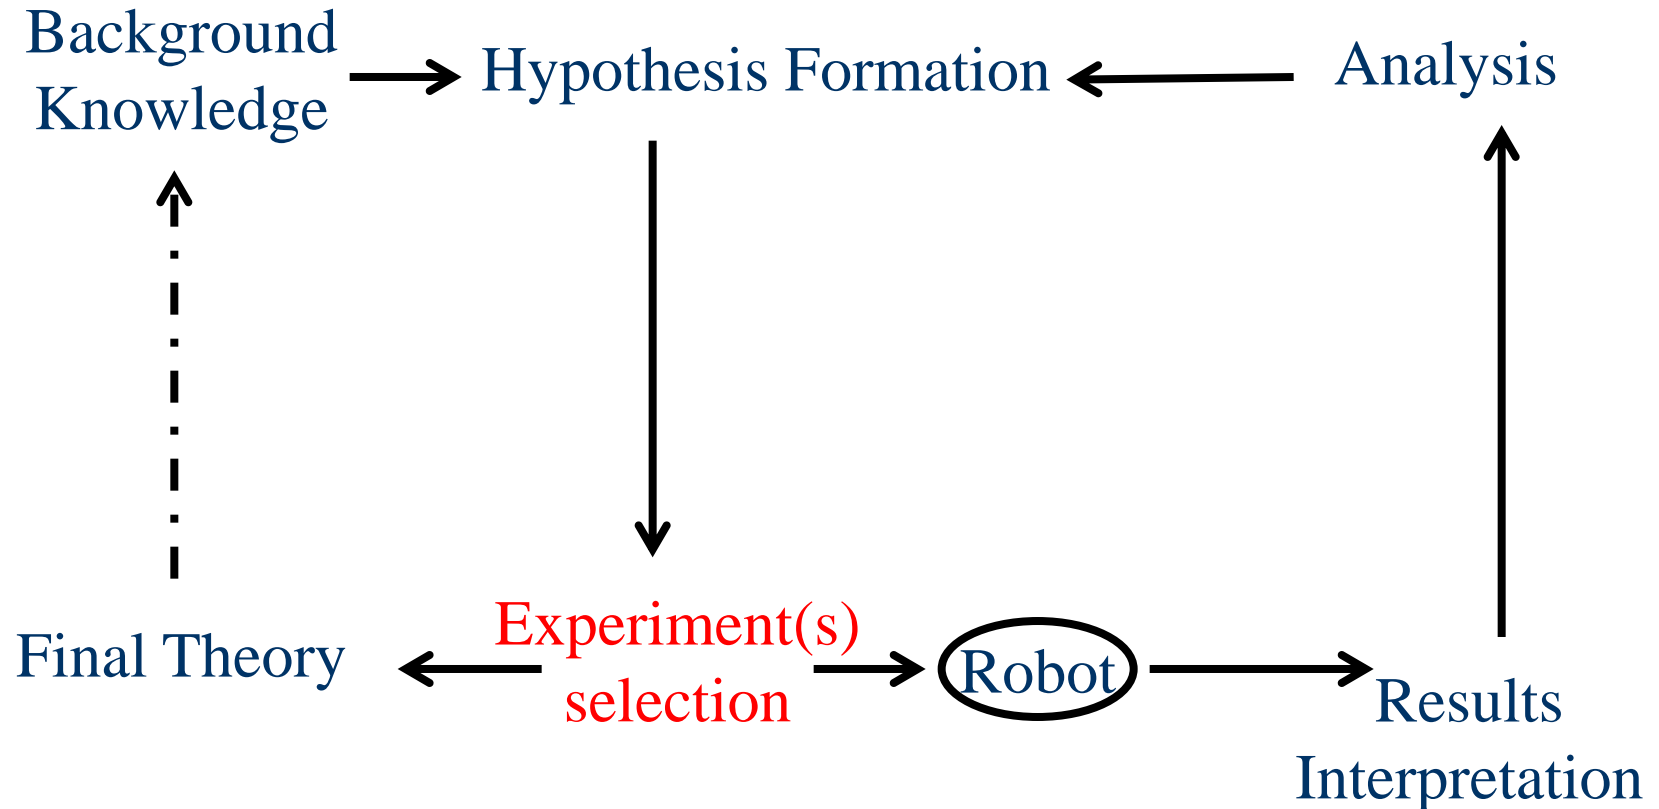 Background
Knowledge
Hypothesis Formation
Analysis
Final Theory
Experiment(s)
selection
Robot
Results
Interpretation